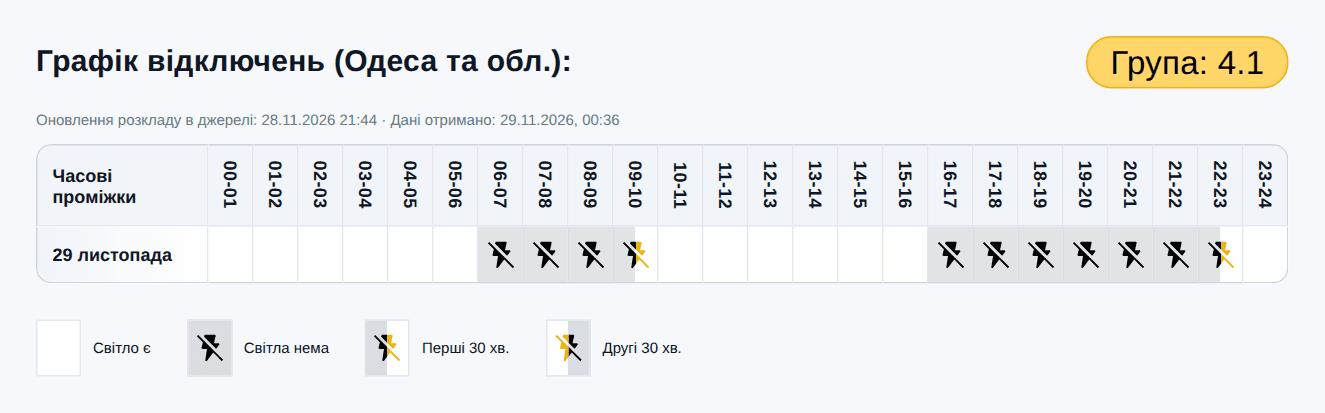 Графік відключень (Одеса та обл.):
Група: 4.1
Оновлення розкладу в джерелі: 28.11.2026 21:44 · Дані отримано: 29.11.2026, 00:36
Часові
проміжки
00-01
01-02
02-03
03-04
04-05
05-06
06-07
07-08
08-09
09-10
10-11
11-12
12-13
13-14
14-15
15-16
16-17
17-18
18-19
19-20
20-21
21-22
22-23
23-24
29 листопада
Світло є
Світла нема
Перші 30 хв.
Другі 30 хв.